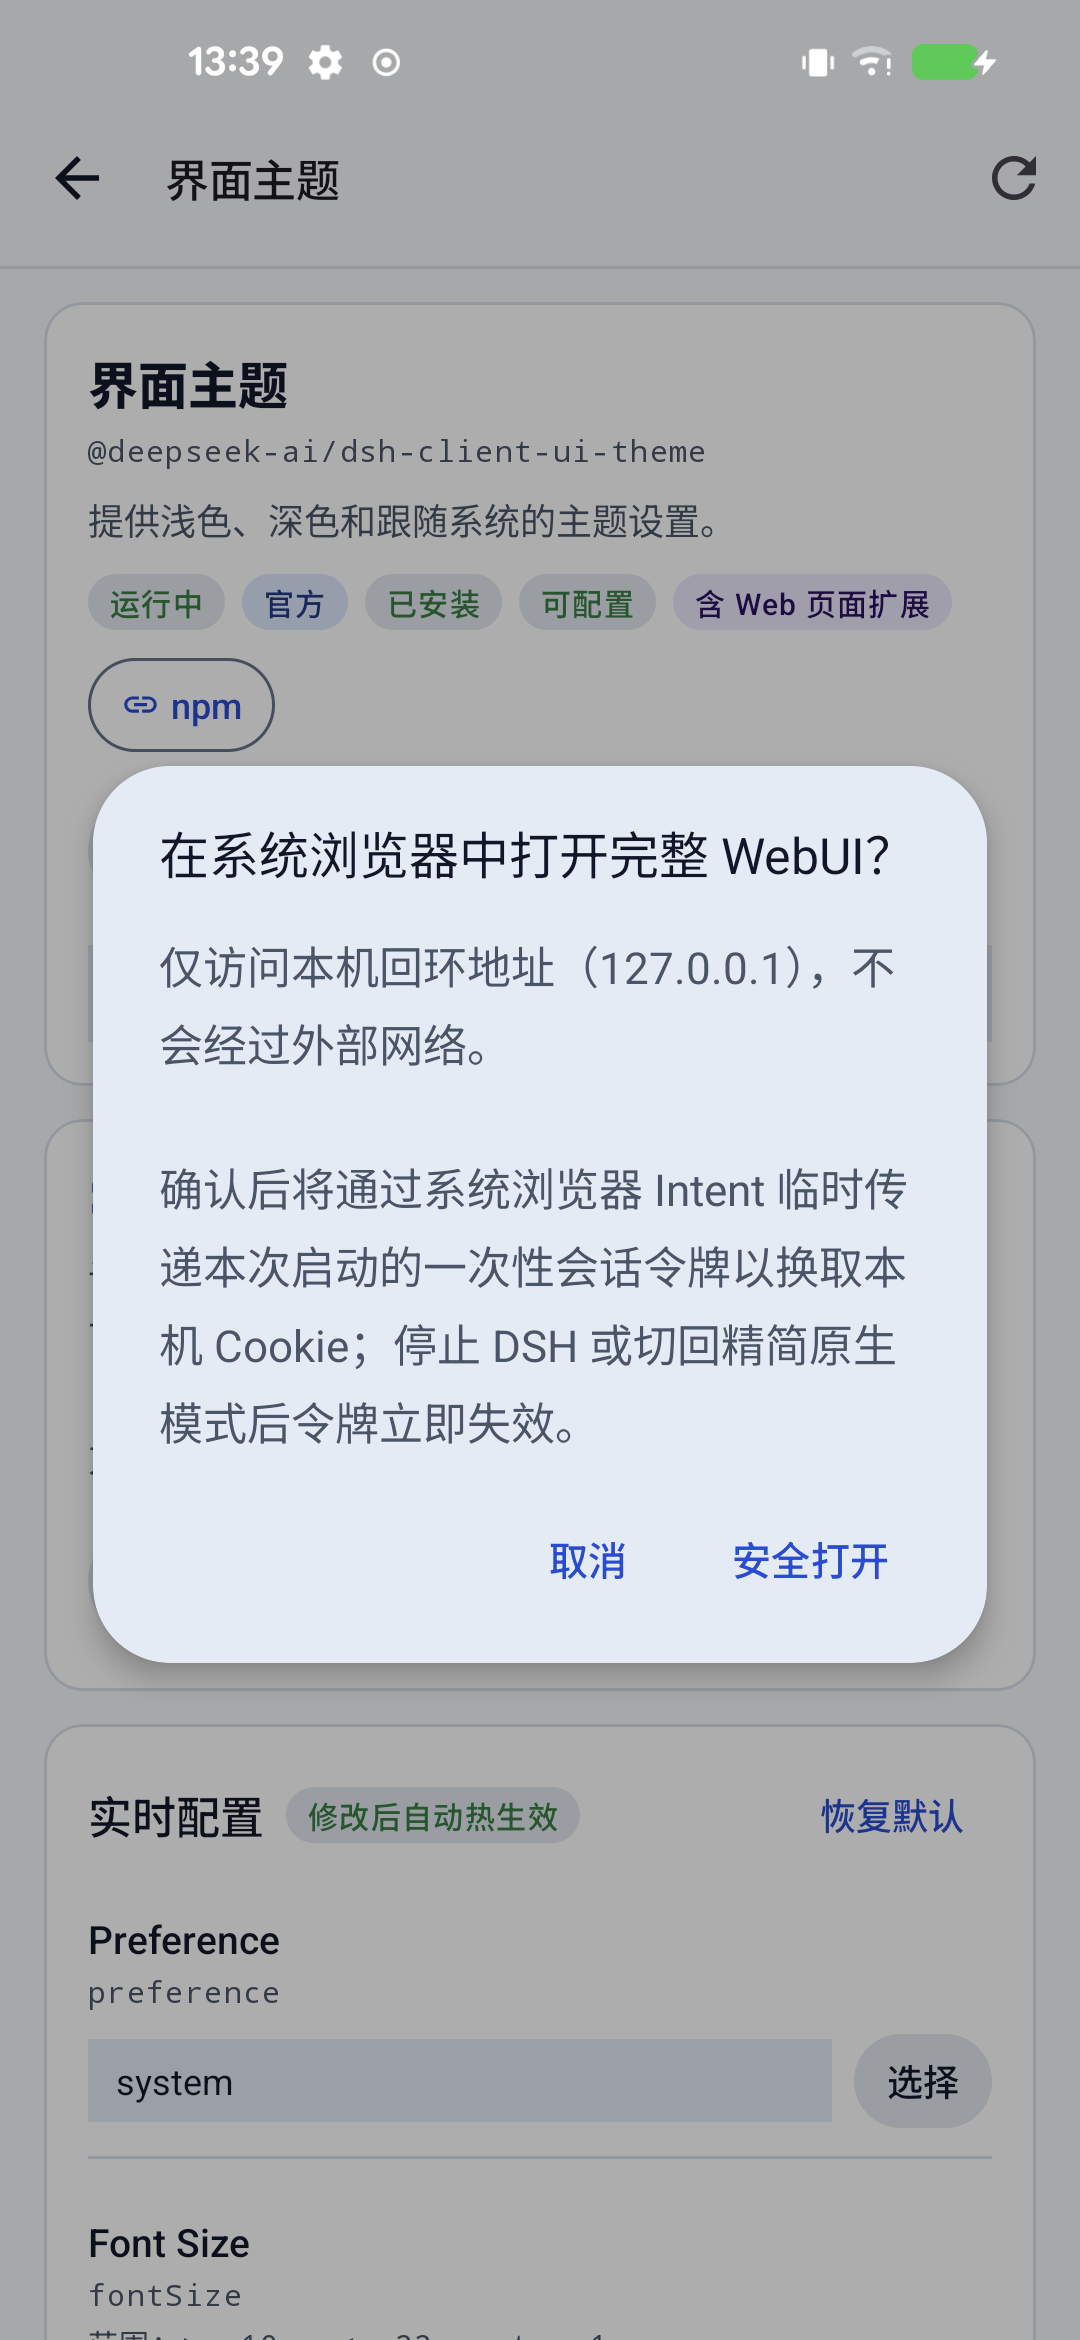 13:39
界面主题
界面主题
@deepseek-ai/dsh-client-ui-theme
提供浅色、深色和跟随系统的主题设置。
运行中 官方 已安装 可配置 含 Web 页面扩展
npm
在系统浏览器中打开完整 WebUI？
仅访问本机回环地址（127.0.0.1），不
会经过外部网络。
确认后将通过系统浏览器 Intent 临时传
递本次启动的一次性会话令牌以换取本
机 Cookie；停止 DSH 或切回精简原生
模式后令牌立即失效。
取消 安全打开
实时配置 修改后自动热生效 恢复默认
Preference
preference
system 选择
Font Size
fontSize